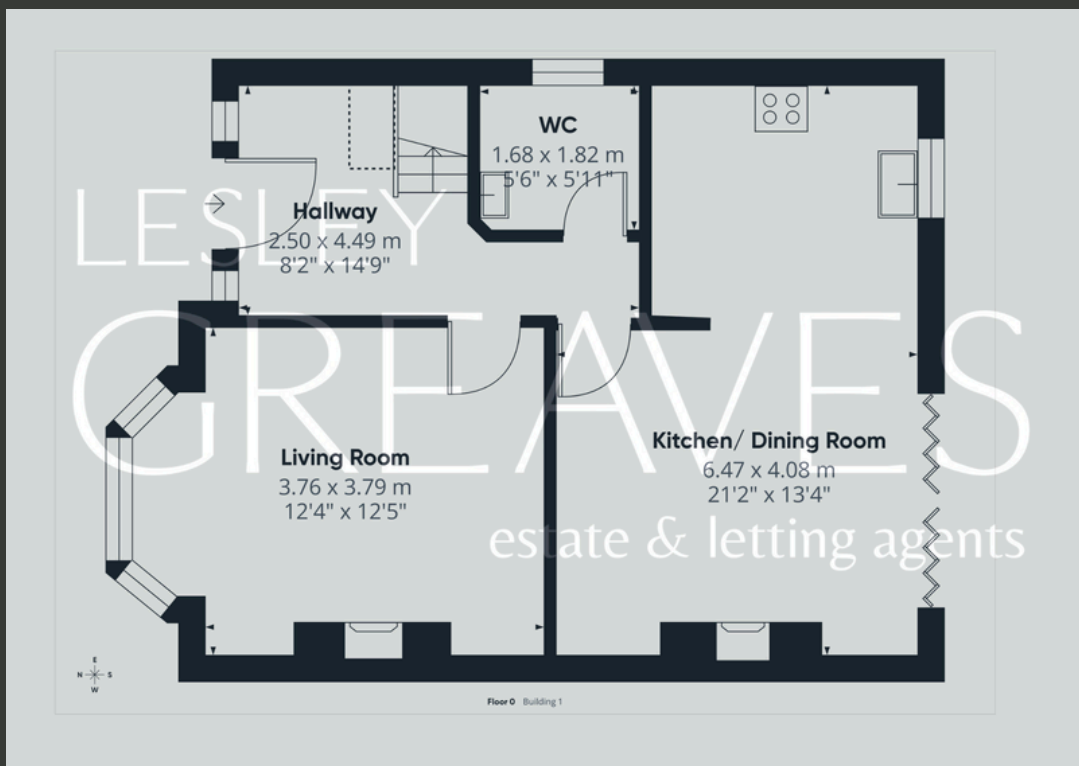 WC
1.68 x 1.82 m
5'6" x 5'11"
Hallway
2.50 x 4.49 m
8'2" x 14'9"
LESLEY
GREAVES
estate & letting agents
Kitchen/ Dining Room
6.47 x 4.08 m
21'2" x 13'4"
Living Room
3.76 x 3.79 m
12'4" x 12'5"
E
N S
W
Floor 0 Building 1